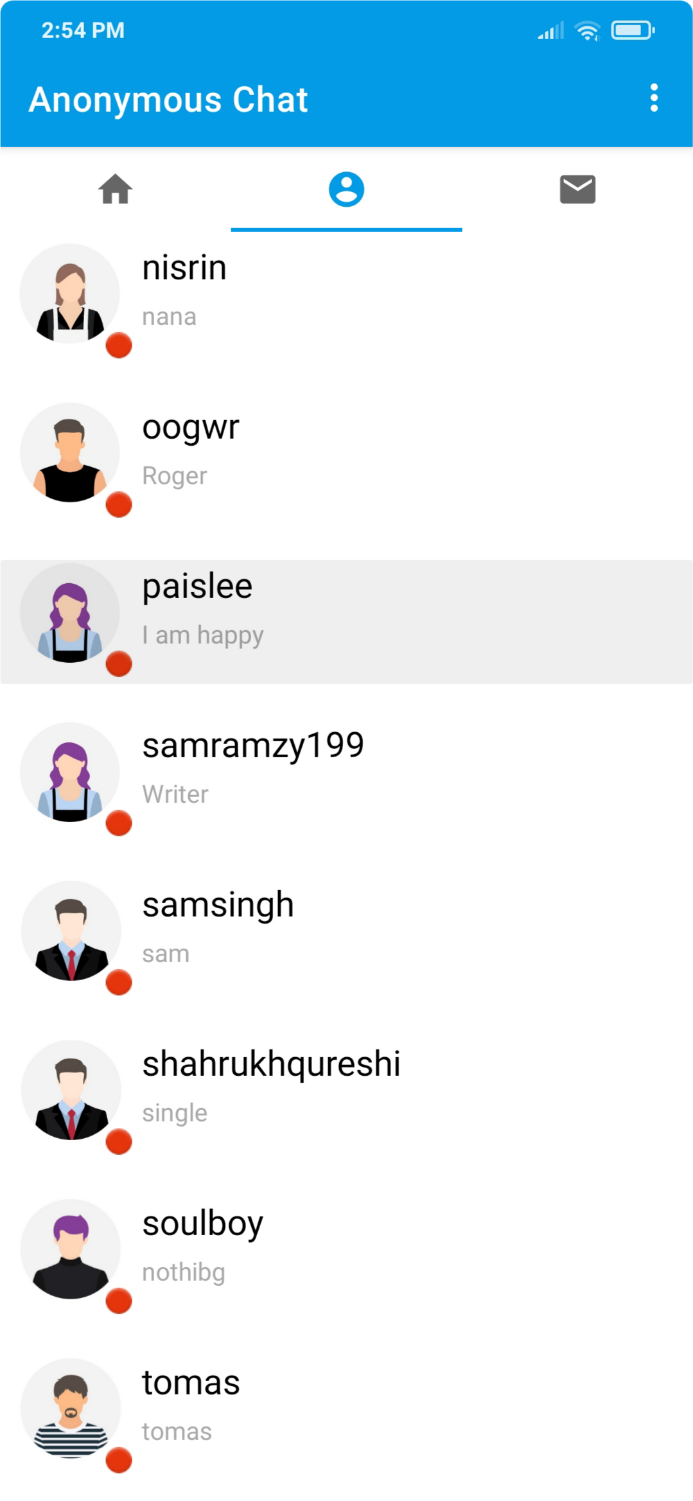 2:54 PM
Anonymous Chat
nisrin
nana
oogwr
Roger
paislee
I am happy
samramzy199
Writer
samsingh
sam
shahrukhqureshi
single
soulboy
nothibg
tomas
tomas